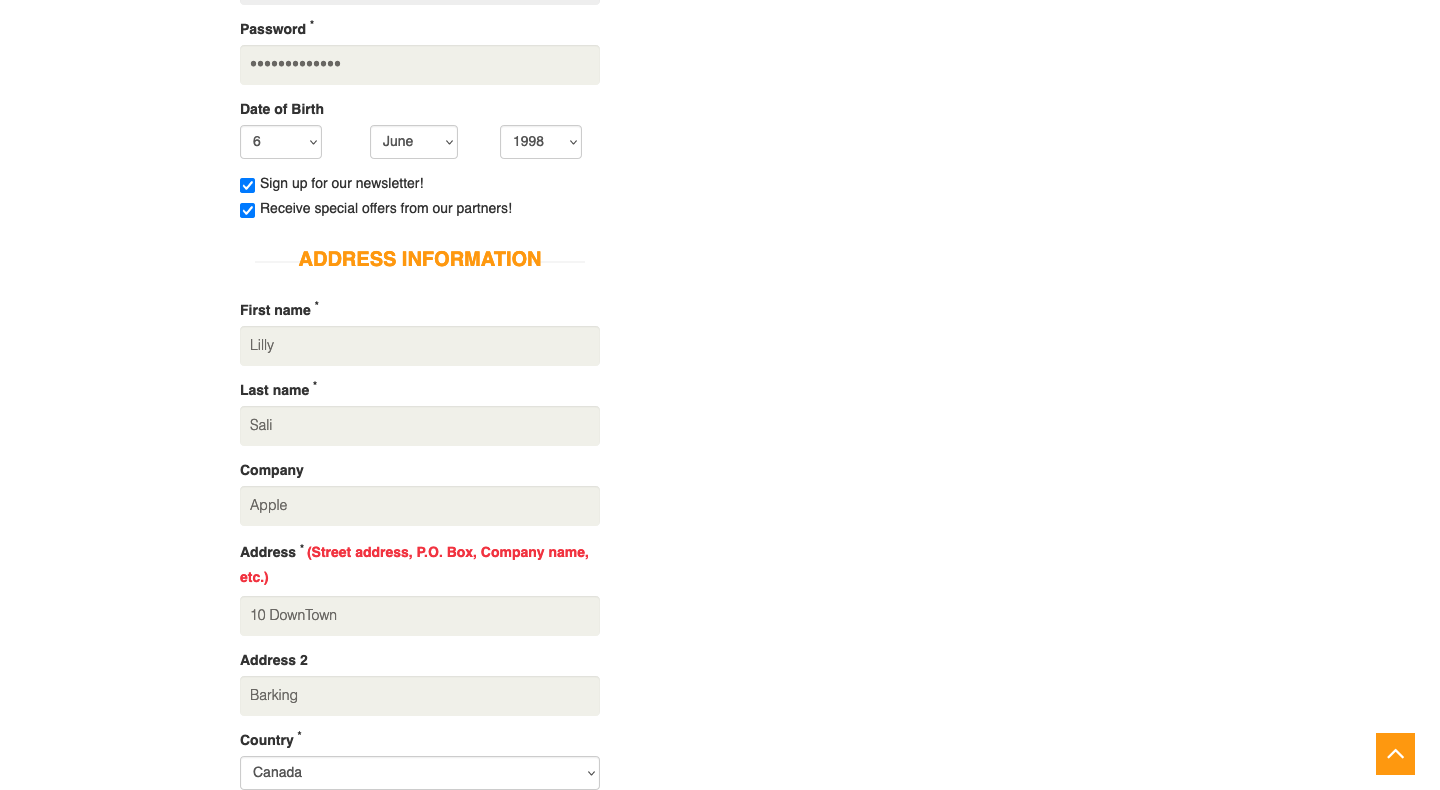 Password *
•••••••••••••
Date of Birth
6 June 1998
Sign up for our newsletter!
Receive special offers from our partners!
ADDRESS INFORMATION
First name *
Lilly
Last name *
Sali
Company
Apple
Address * (Street address, P.O. Box, Company name,
etc.)
10 DownTown
Address 2
Barking
Country *
Canada